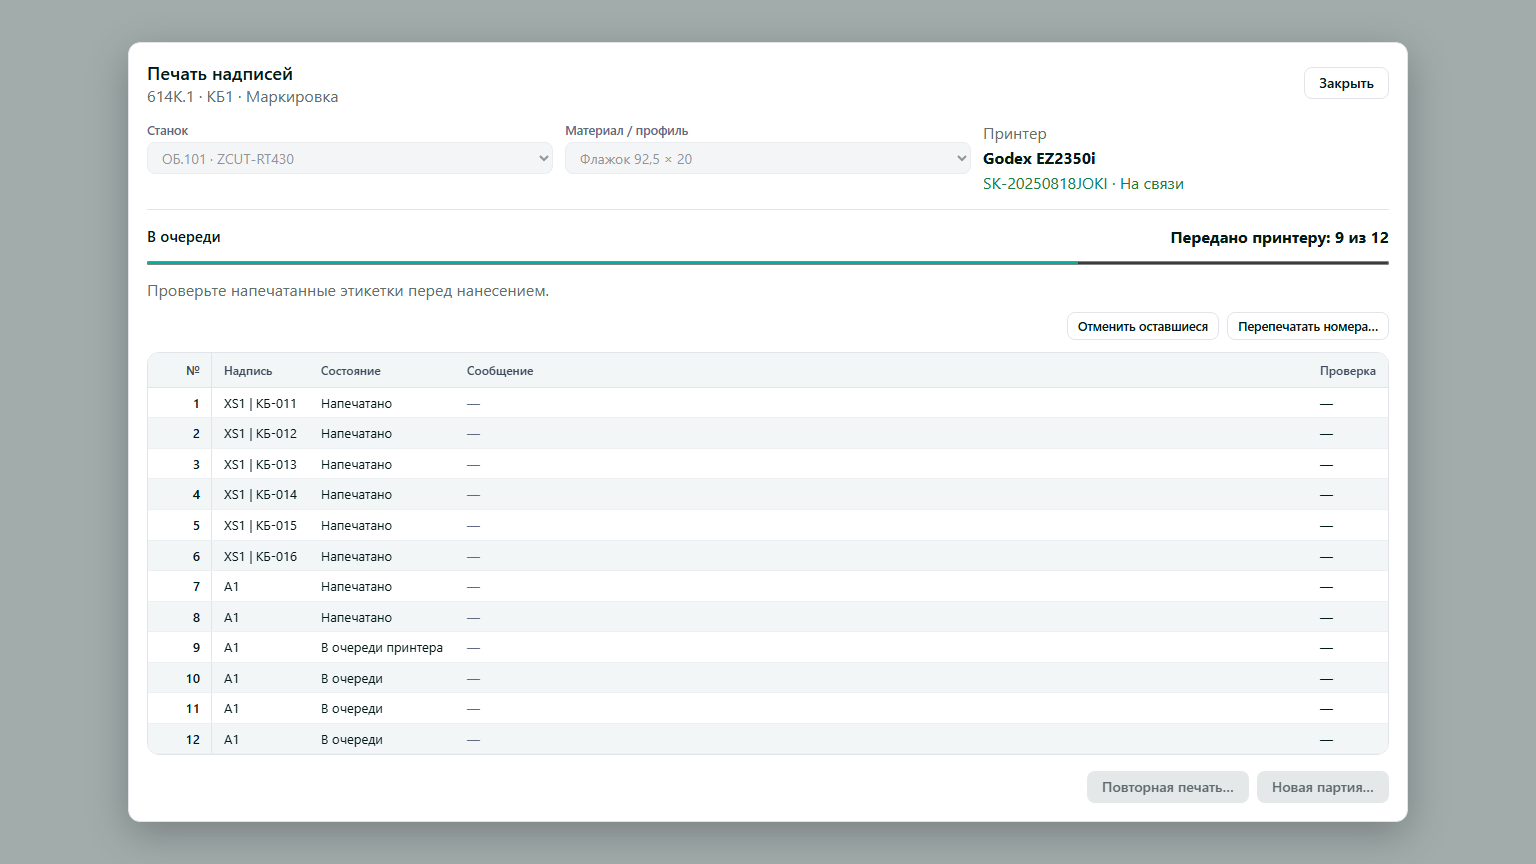 Печать надписей
614К.1 · КБ1 · Маркировка
Закрыть
Станок
ОБ.101 · ZCUT-RT430
Материал / профиль
Флажок 92,5 × 20
Принтер
Godex EZ2350i
SK-20250818JOKI · На связи
В очереди
Передано принтеру: 9 из 12
Проверьте напечатанные этикетки перед нанесением.
Отменить оставшиеся
Перепечатать номера...
№ Надпись Состояние Сообщение Проверка
1 XS1 | КБ-011 Напечатано — —
2 XS1 | КБ-012 Напечатано — —
3 XS1 | КБ-013 Напечатано — —
4 XS1 | КБ-014 Напечатано — —
5 XS1 | КБ-015 Напечатано — —
6 XS1 | КБ-016 Напечатано — —
7 A1 Напечатано — —
8 A1 Напечатано — —
9 A1 В очереди принтера — —
10 A1 В очереди — —
11 A1 В очереди — —
12 A1 В очереди — —
Повторная печать...
Новая партия...